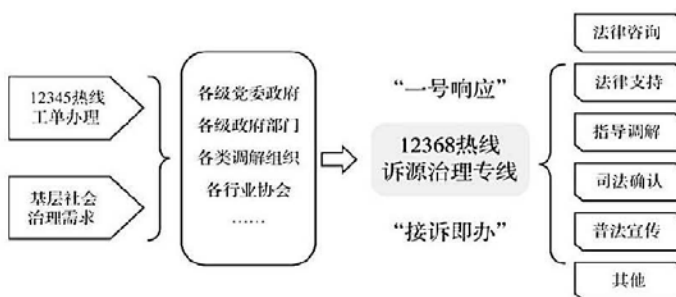 12345热线
工单办理
基层社会
治理需求
各级党委政府
各级政府部门
各类调解组织
各行业协会
……
“一号响应”
12368热线
诉源治理专线
“接诉即办”
法律咨询
法律支持
指导调解
司法确认
普法宣传
其他